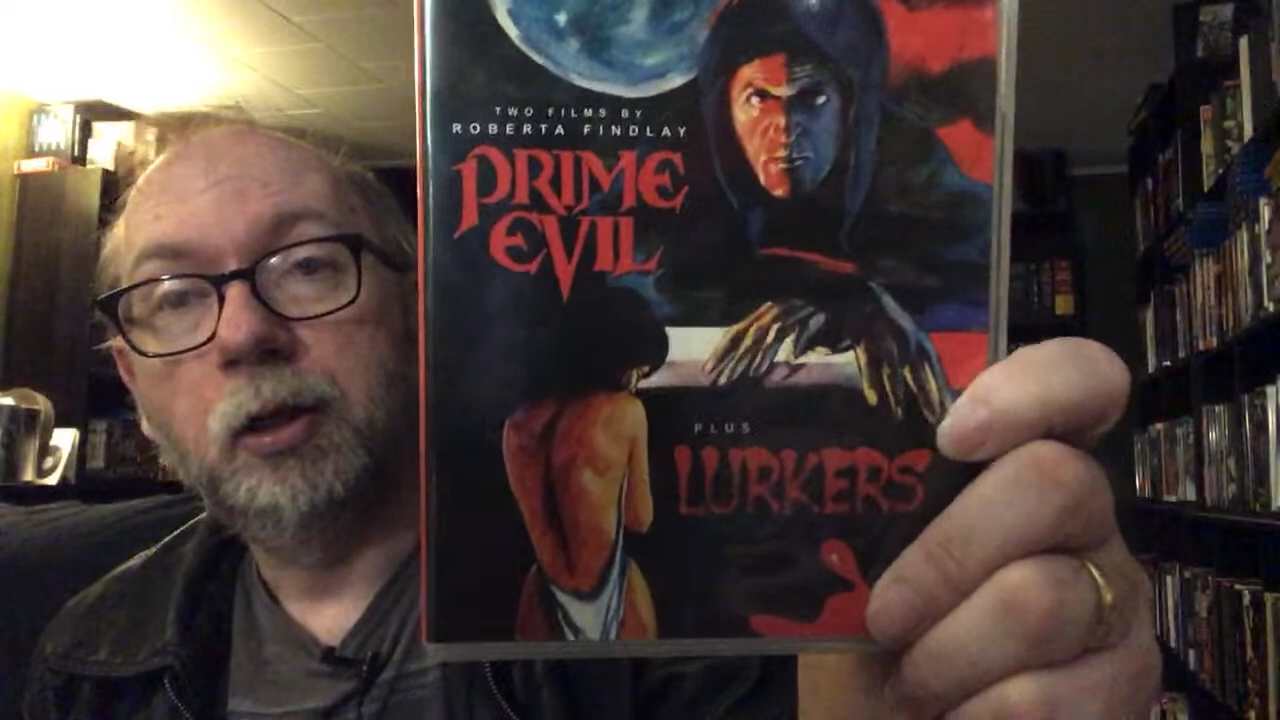 TWO FILMS BY
ROBERTA FINDLAY
PRIME
EVIL
PLUS
LURKERS